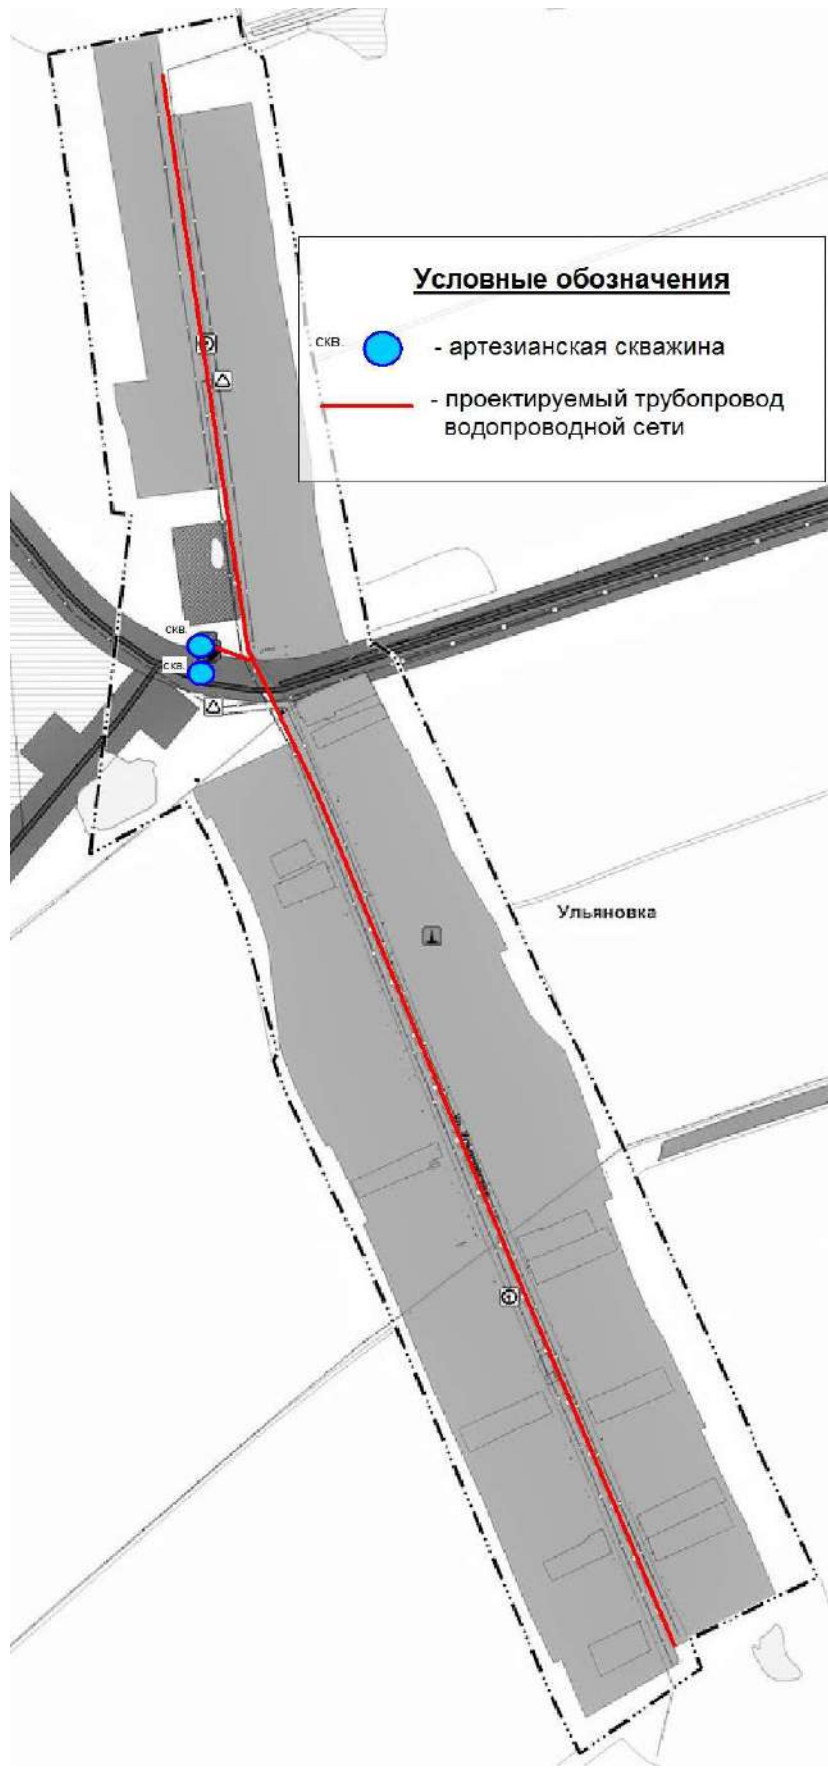 Условные обозначения
скв.
- артезианская скважина
- проектируемый трубопровод
водопроводной сети
скв.
скв.
Ульяновка